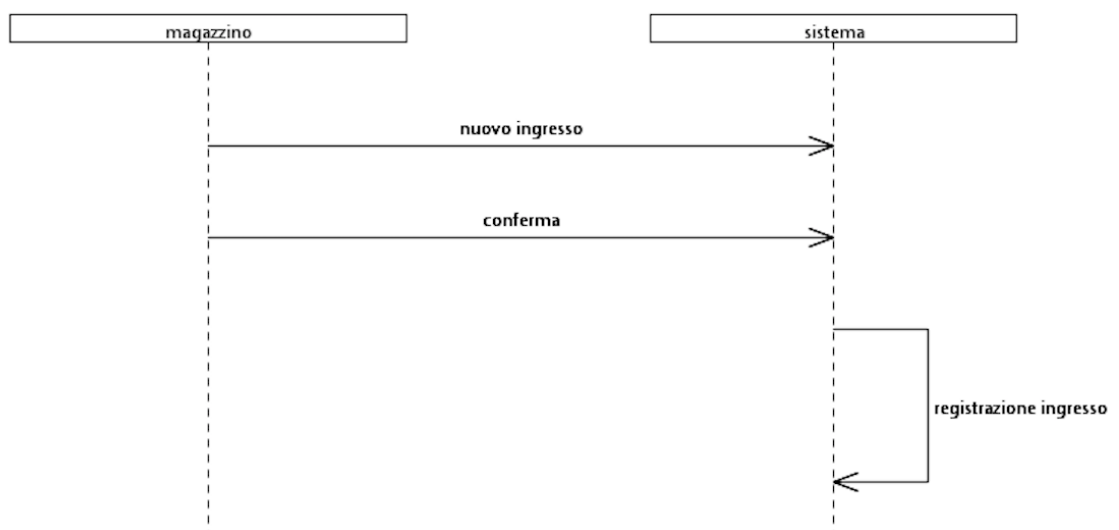 magazzino
sistema
nuovo ingresso
conferma
registrazione ingresso